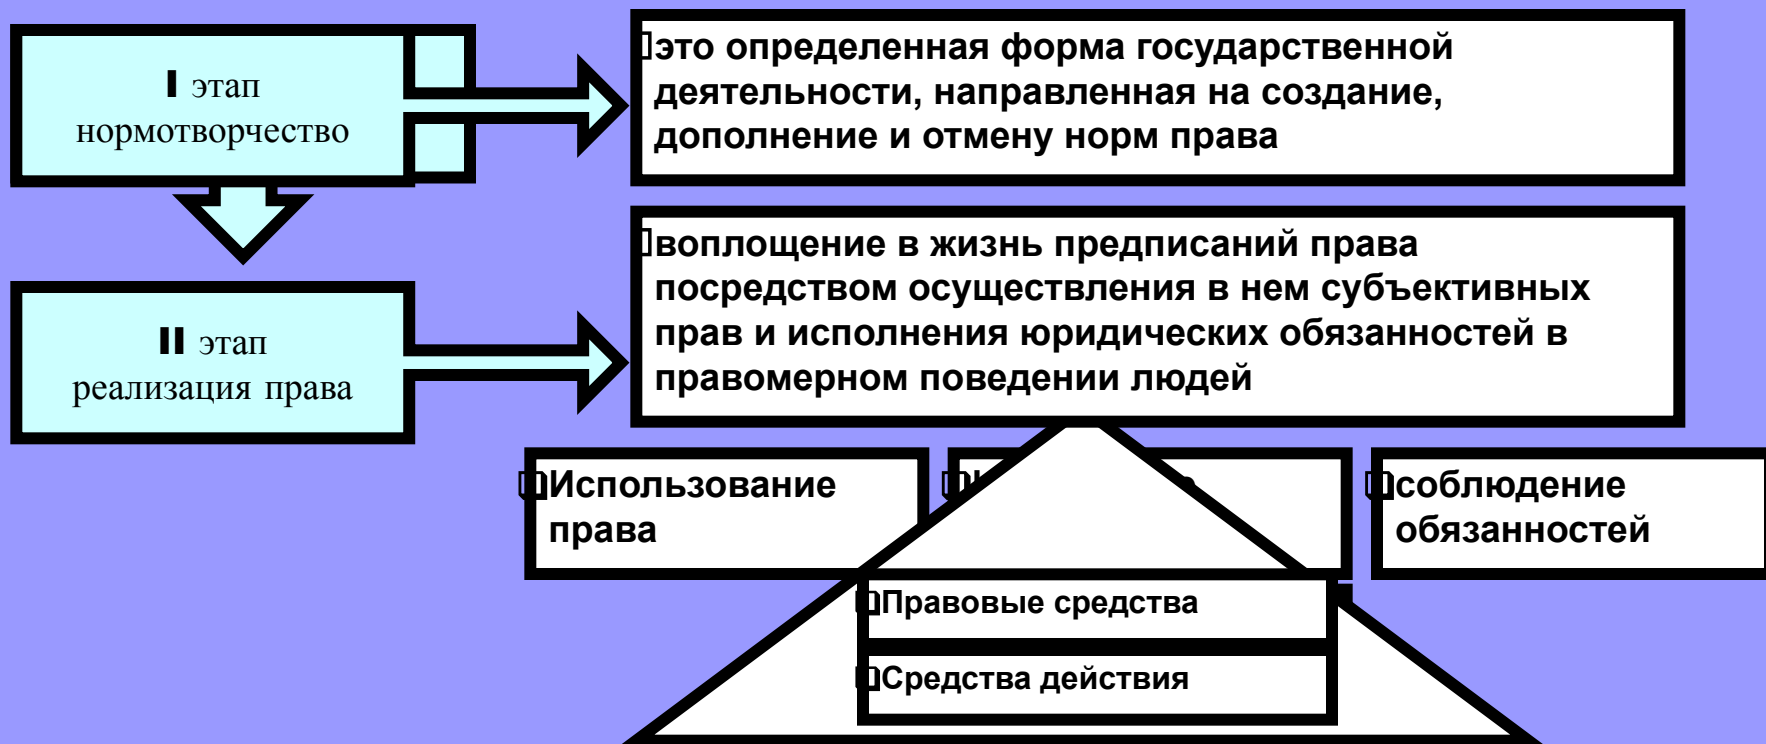 I этап
нормотворчество
это определенная форма государственной
деятельности, направленная на создание,
дополнение и отмену норм права
II этап
реализация права
воплощение в жизнь предписаний права
посредством осуществления в нем субъективных
прав и исполнения юридических обязанностей в
правомерном поведении людей
Использование
права
соблюдение
обязанностей
Правовые средства
Средства действия